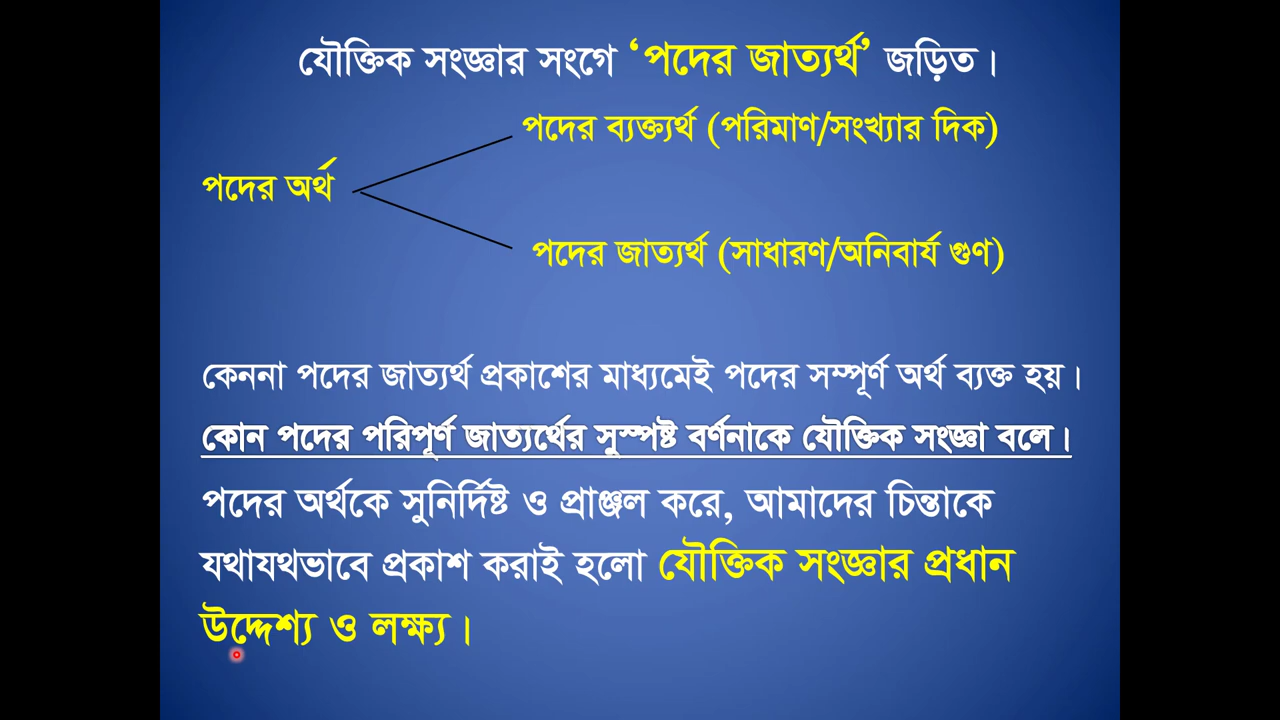 যৌক্তিক সংজ্ঞার সংগে ‘পদের জাত্যর্থ’ জড়িত।
পদের ব্যক্ত্যর্থ (পরিমাণ/সংখ্যার দিক)
পদের অর্থ
পদের জাত্যর্থ (সাধারণ/অনিবার্য গুণ)
কেননা পদের জাত্যর্থ প্রকাশের মাধ্যমেই পদের সম্পূর্ণ অর্থ ব্যক্ত হয়।
কোন পদের পরিপূর্ণ জাত্যর্থের সুস্পষ্ট বর্ণনাকে যৌক্তিক সংজ্ঞা বলে।
পদের অর্থকে সুনির্দিষ্ট ও প্রাঞ্জল করে, আমাদের চিন্তাকে
যথাযথভাবে প্রকাশ করাই হলো যৌক্তিক সংজ্ঞার প্রধান
উদ্দেশ্য ও লক্ষ্য।